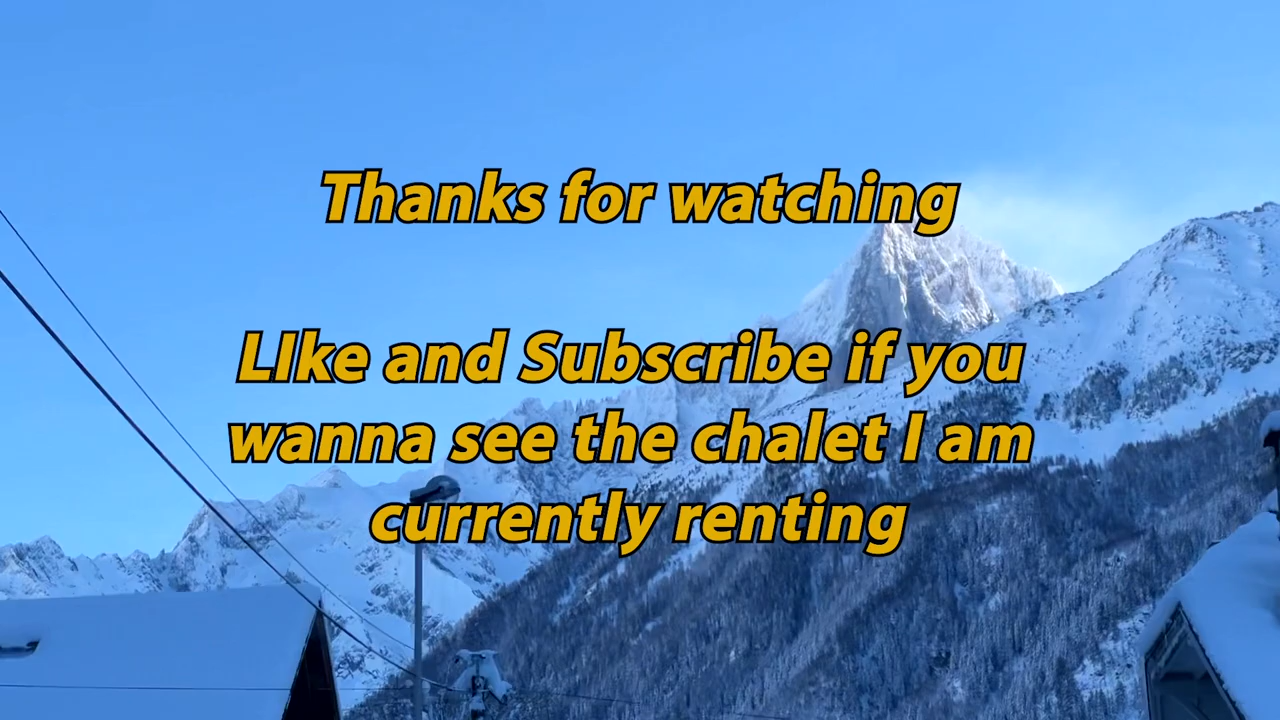 Thanks for watching
LIke and Subscribe if you
wanna see the chalet I am
currently renting